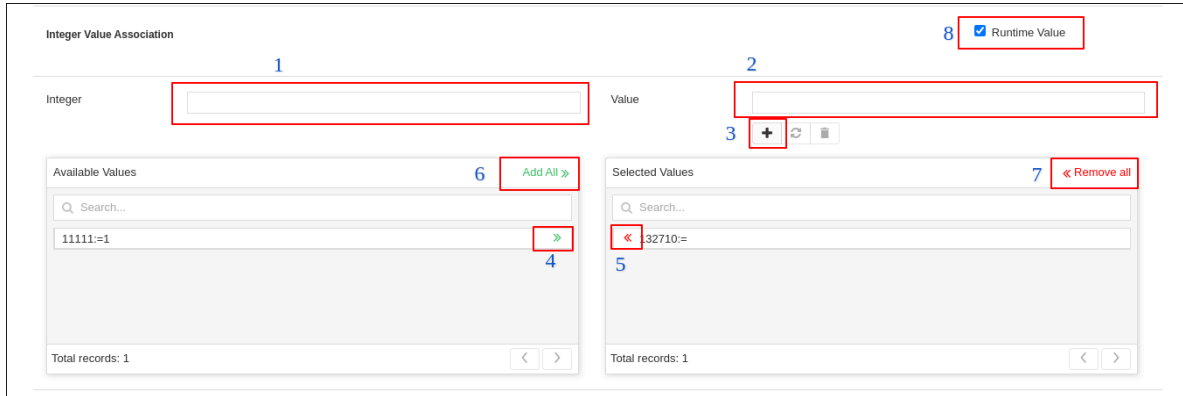 Integer Value Association 8 Runtime Value
1 2
Integer Value
3
Available Values 6 Add All » Selected Values 7 « Remove all
Search... Search...
11111:=1 » « 132710:=
4 5
Total records: 1 < > Total records: 1 < >